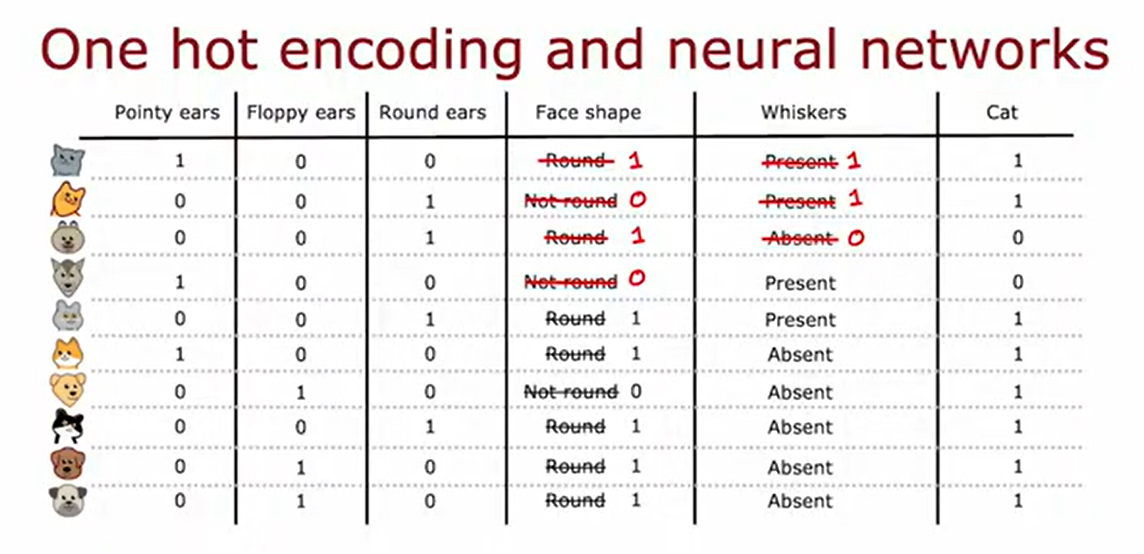 One hot encoding and neural networks
Pointy ears Floppy ears Round ears Face shape Whiskers Cat
1 0 0 Round 1 Present 1 1
0 0 1 Not round 0 Present 1 1
0 0 1 Round 1 Absent 0 0
1 0 0 Not round 0 Present 0
0 0 1 Round 1 Present 1
1 0 0 Round 1 Absent 1
0 1 0 Not round 0 Absent 1
0 0 1 Round 1 Absent 1
0 1 0 Round 1 Absent 1
0 1 0 Round 1 Absent 1